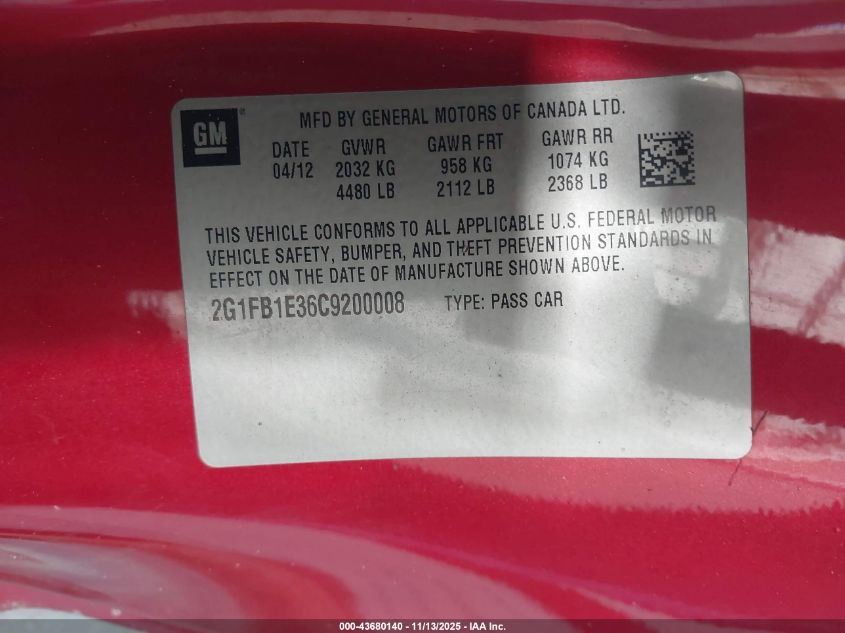 GM
MFD BY GENERAL MOTORS OF CANADA LTD.
DATE GVWR GAWR FRT GAWR RR
04/12 2032 KG 958 KG 1074 KG
4480 LB 2112 LB 2368 LB
THIS VEHICLE CONFORMS TO ALL APPLICABLE U.S. FEDERAL MOTOR
VEHICLE SAFETY, BUMPER, AND THEFT PREVENTION STANDARDS IN
EFFECT ON THE DATE OF MANUFACTURE SHOWN ABOVE.
2G1FB1E36C9200008 TYPE: PASS CAR
000-43680140 - 11/13/2025 - IAA Inc.